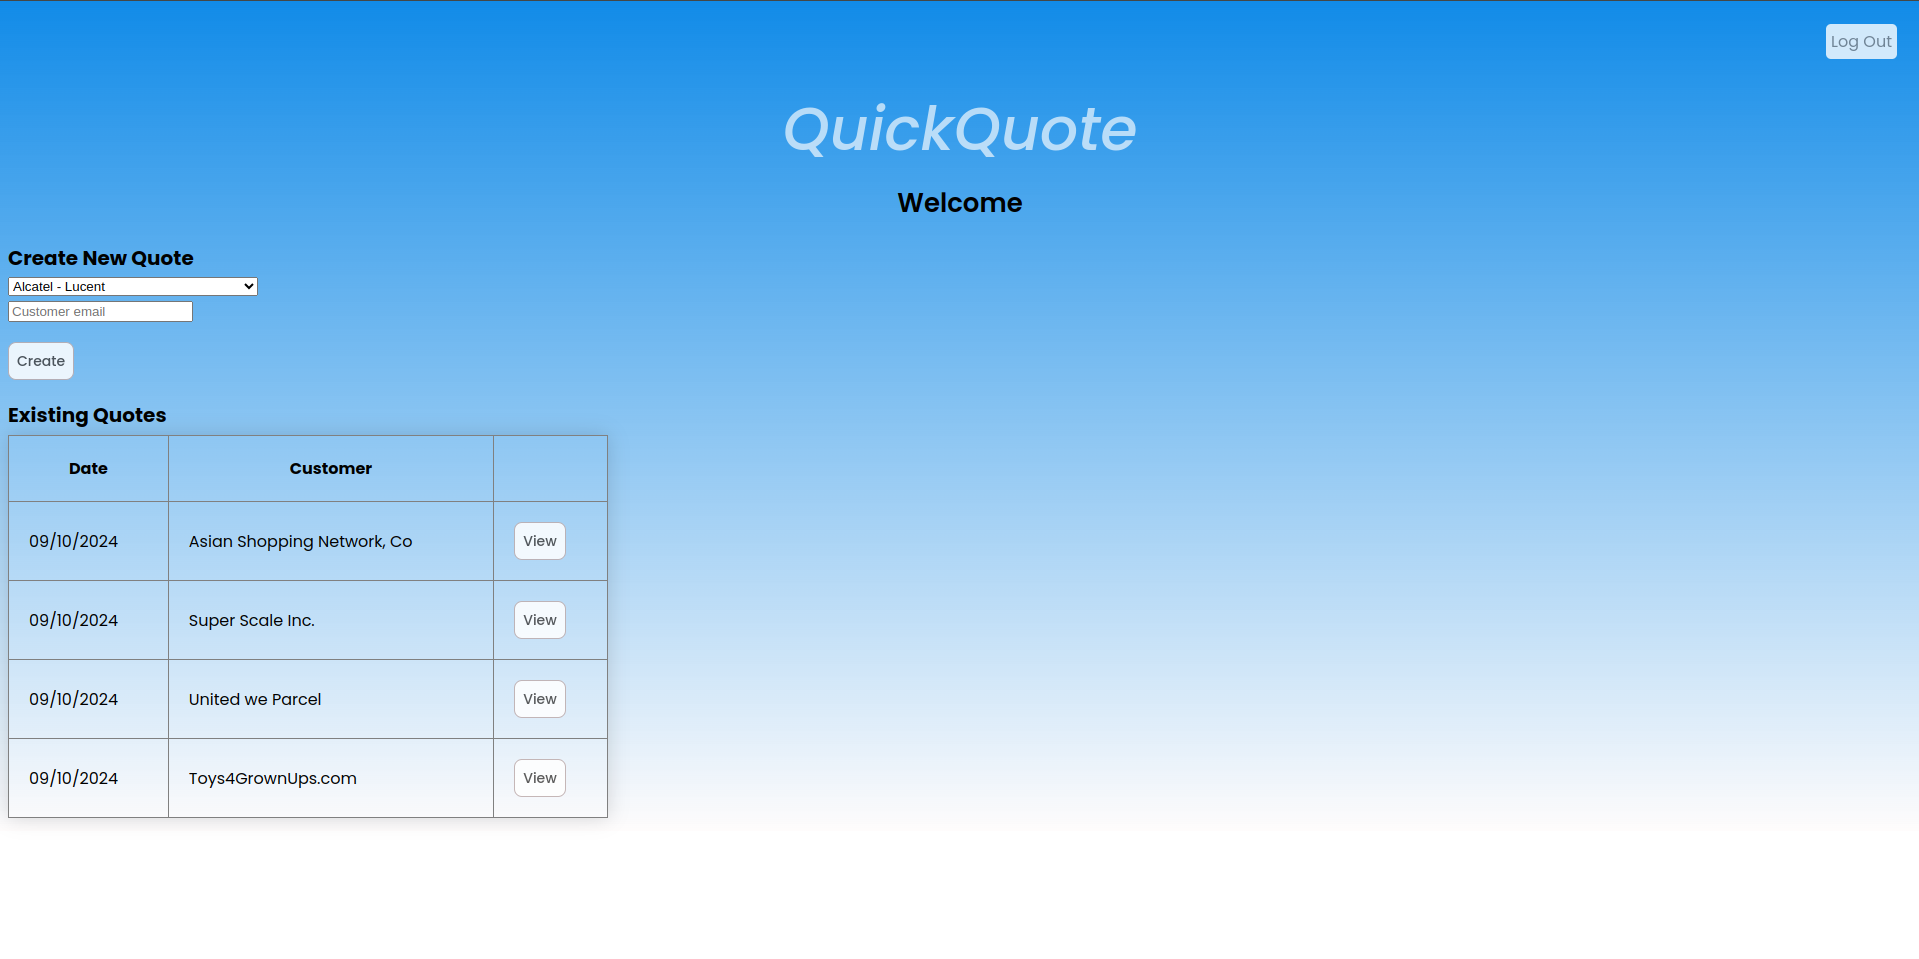 Log Out
QuickQuote
Welcome
Create New Quote
Alcatel - Lucent
Customer email
Create
Existing Quotes
Date Customer
09/10/2024 Asian Shopping Network, Co View
09/10/2024 Super Scale Inc. View
09/10/2024 United we Parcel View
09/10/2024 Toys4GrownUps.com View